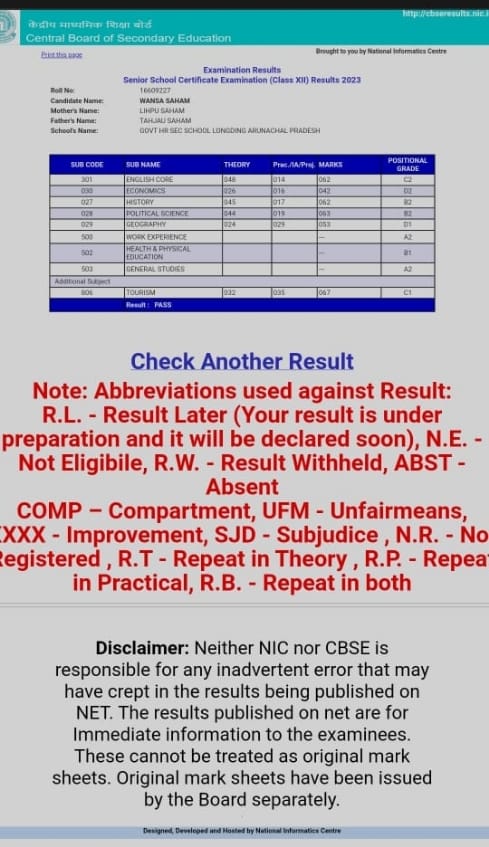 http://cbseresults.nic.i
केंद्रीय माध्यमिक शिक्षा बोर्ड
Central Board of Secondary Education
Print this page
Brought to you by National Informatics Centre
Examination Results
Senior School Certificate Examination (Class XII) Results 2023
Roll No: 16609227
Candidate Name: WANSA SAHAM
Mother's Name: LIHPU SAHAM
Father's Name: TAHJAU SAHAM
School's Name: GOVT HR SEC SCHOOL LONGDING ARUNACHAL PRADESH
SUB CODE SUB NAME THEORY Prac./IA/Proj. MARKS POSITIONAL GRADE
301 ENGLISH CORE 048 014 062 C2
030 ECONOMICS 026 016 042 D2
027 HISTORY 045 017 062 B2
028 POLITICAL SCIENCE 044 019 063 B2
029 GEOGRAPHY 024 029 053 D1
500 WORK EXPERIENCE --- A2
502 HEALTH & PHYSICAL EDUCATION --- B1
503 GENERAL STUDIES --- A2
Additional Subject
806 TOURISM 032 035 067 C1
Result : PASS
Check Another Result
Note: Abbreviations used against Result:
R.L. - Result Later (Your result is under
preparation and it will be declared soon), N.E. -
Not Eligibile, R.W. - Result Withheld, ABST -
Absent
COMP – Compartment, UFM - Unfairmeans,
XXX - Improvement, SJD - Subjudice , N.R. - No
Registered , R.T - Repeat in Theory , R.P. - Repea
in Practical, R.B. - Repeat in both
Disclaimer: Neither NIC nor CBSE is
responsible for any inadvertent error that may
have crept in the results being published on
NET. The results published on net are for
Immediate information to the examinees.
These cannot be treated as original mark
sheets. Original mark sheets have been issued
by the Board separately.
Designed, Developed and Hosted by National Informatics Centre